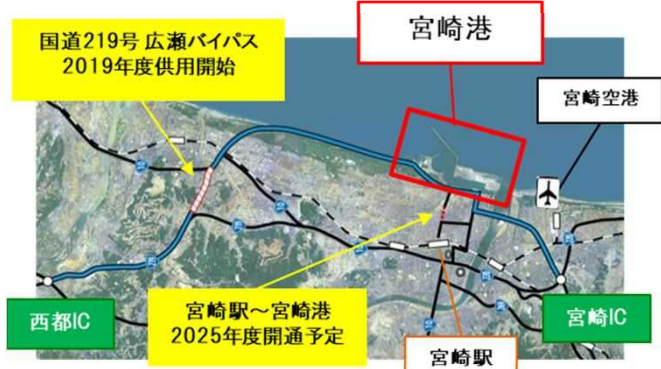 国道219号 広瀬バイパス
2019年度供用開始
宮崎港
宮崎空港
西都IC
宮崎駅~宮崎港
2025年度開通予定
宮崎駅
宮崎IC